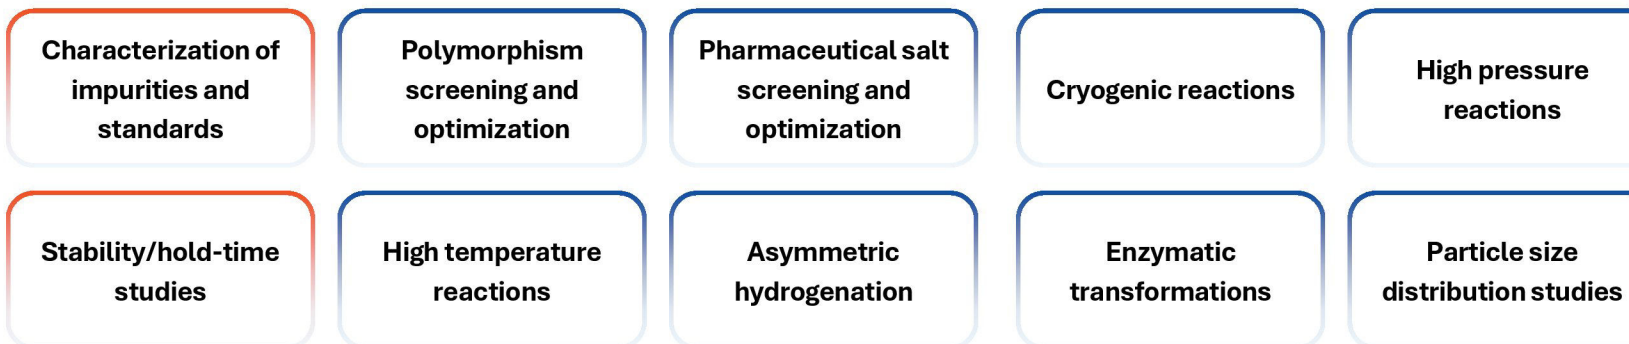 Characterization of
impurities and
standards
Polymorphism
screening and
optimization
Pharmaceutical salt
screening and
optimization
Cryogenic reactions
High pressure
reactions
Stability/hold-time
studies
High temperature
reactions
Asymmetric
hydrogenation
Enzymatic
transformations
Particle size
distribution studies